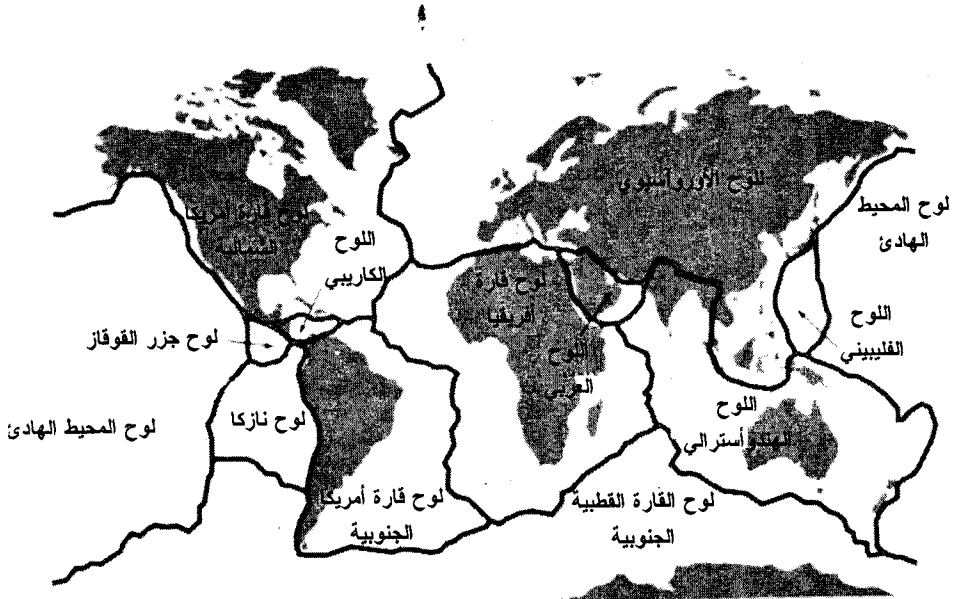 اللوح الأوروآسيوي
لوح المحيط
الهادئ
لوح قارة أمريكا
الشمالية
اللوح
الكاريبي
لوح قارة
أفريقيا
اللوح
الفليبيني
لوح جزر القوقاز
اللوح
العربي
لوح المحيط الهادئ
لوح نازكا
اللوح
الهندوأسترالي
لوح قارة أمريكا
الجنوبية
لوح القارة القطبية
الجنوبية